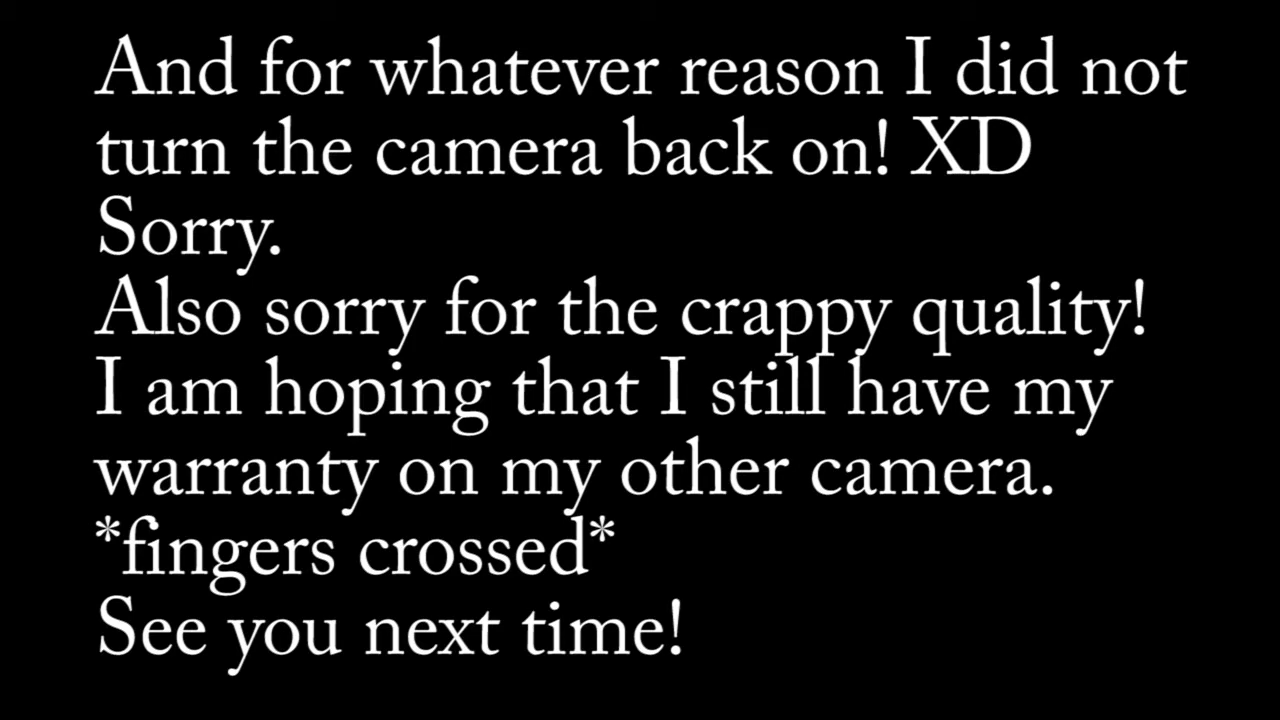 And for whatever reason I did not
turn the camera back on! XD
Sorry.
Also sorry for the crappy quality!
I am hoping that I still have my
warranty on my other camera.
*fingers crossed*
See you next time!